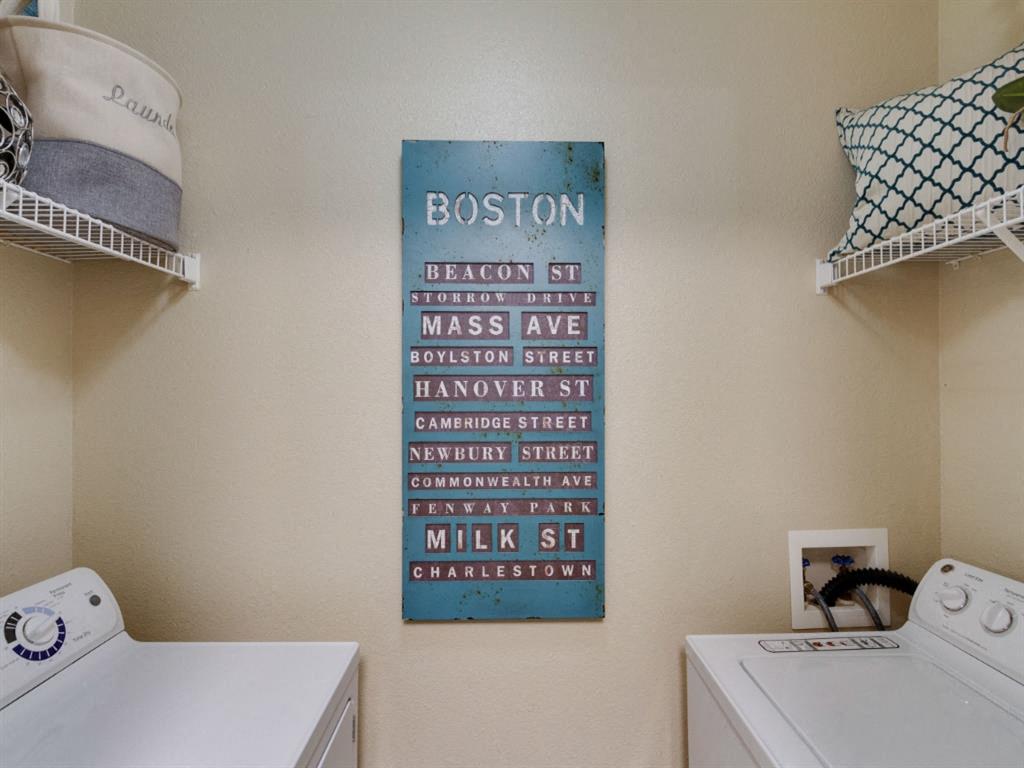 Laund
BOSTON
BEACON ST
STORROW DRIVE
MASS AVE
BOYLSTON STREET
HANOVER ST
CAMBRIDGE STREET
NEWBURY STREET
COMMONWEALTH AVE
FENWAY PARK
MILK ST
CHARLESTOWN